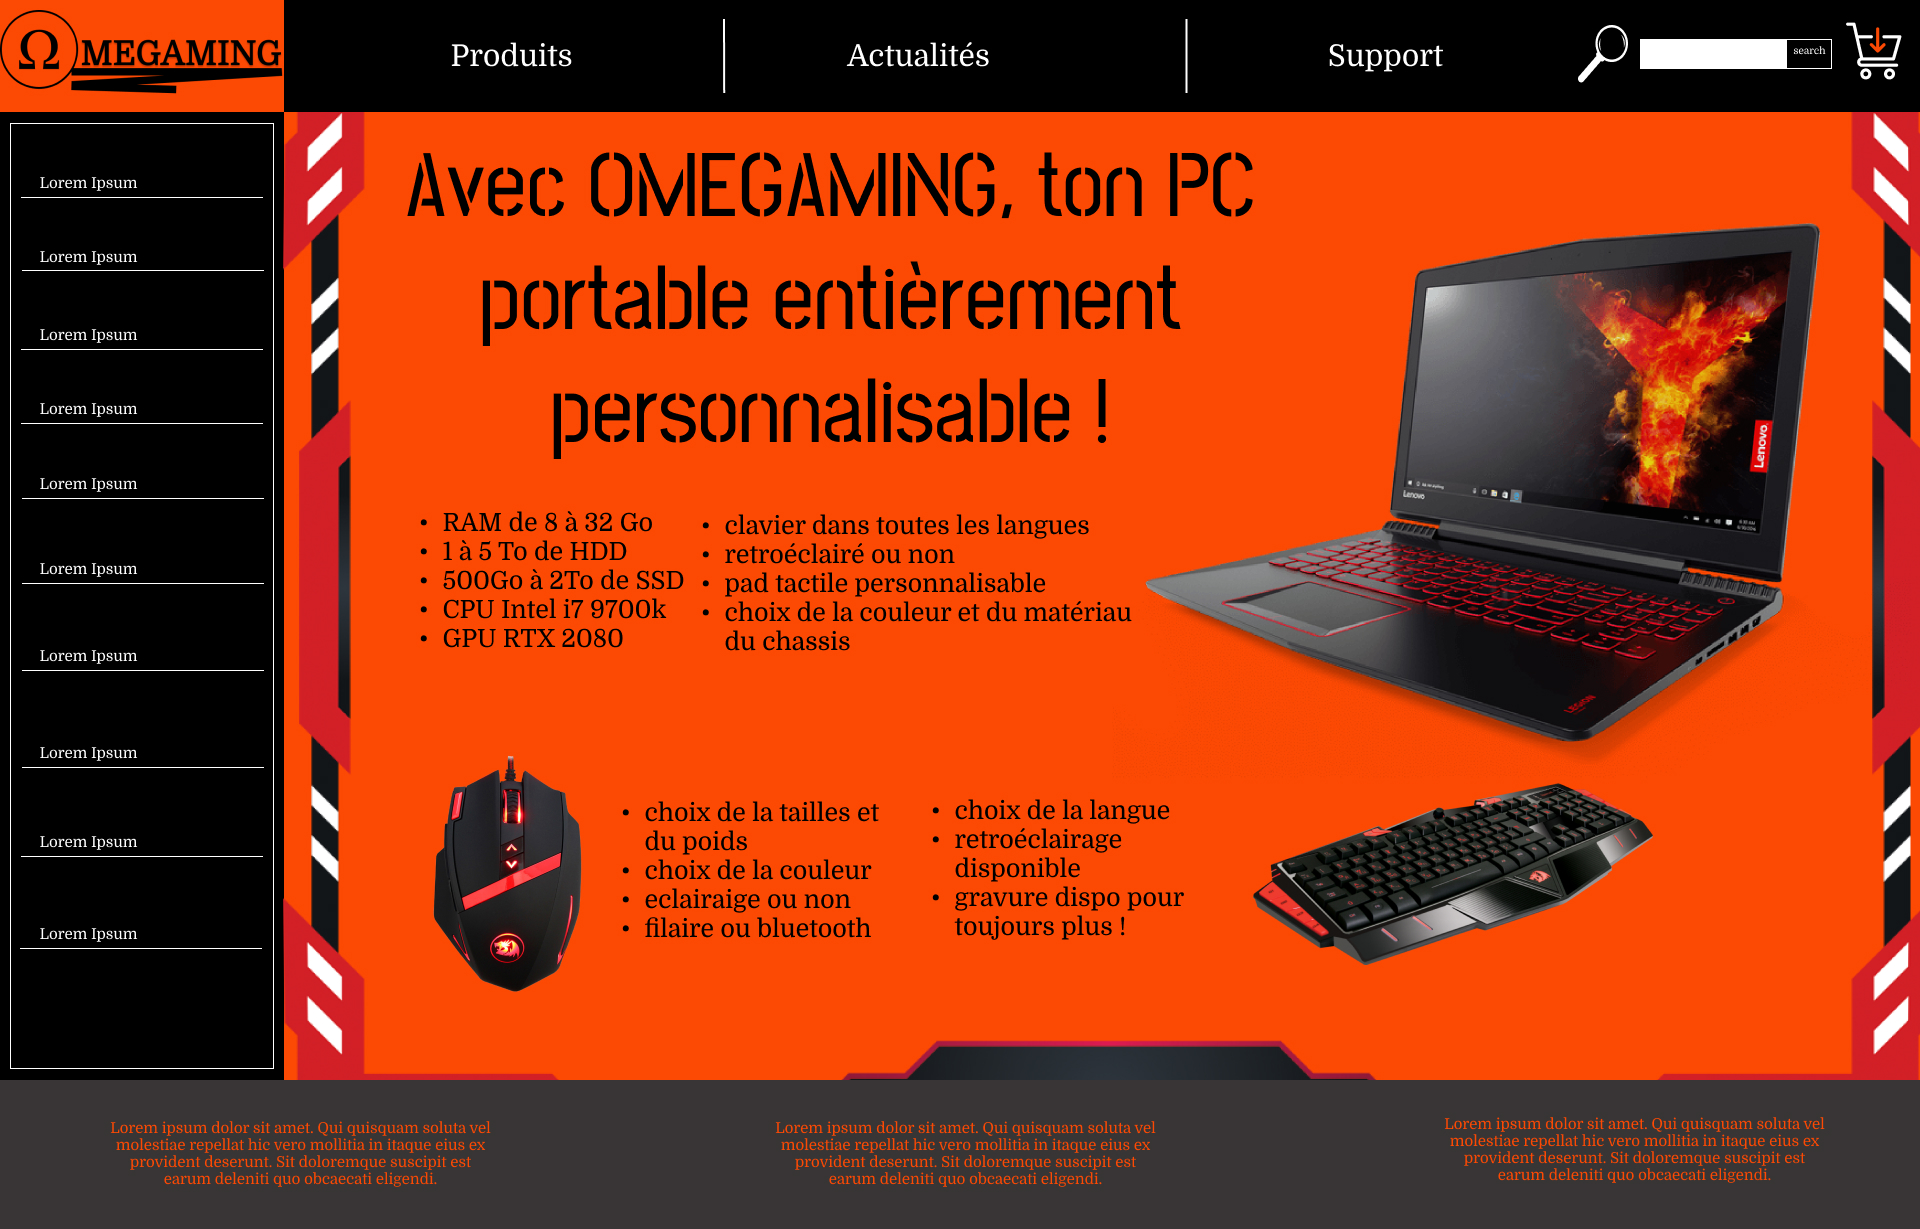 ΩMEGAMING
Produits
Actualités
Support
search
Lorem Ipsum
Lorem Ipsum
Lorem Ipsum
Lorem Ipsum
Lorem Ipsum
Lorem Ipsum
Lorem Ipsum
Lorem Ipsum
Lorem Ipsum
Lorem Ipsum
Avec OMEGAMING, ton PC
portable entièrement
personnalisable !
• RAM de 8 à 32 Go
• 1 à 5 To de HDD
• 500Go à 2To de SSD
• CPU Intel i7 9700k
• GPU RTX 2080
• clavier dans toutes les langues
• retroéclairé ou non
• pad tactile personnalisable
• choix de la couleur et du matériau
du chassis
Lenovo
Lenovo
LEGION
• choix de la tailles et
du poids
• choix de la couleur
• eclairaige ou non
• filaire ou bluetooth
• choix de la langue
• retroéclairage
disponible
• gravure dispo pour
toujours plus !
Lorem ipsum dolor sit amet. Qui quisquam soluta vel
molestiae repellat hic vero mollitia in itaque eius ex
provident deserunt. Sit doloremque suscipit est
earum deleniti quo obcaecati eligendi.
Lorem ipsum dolor sit amet. Qui quisquam soluta vel
molestiae repellat hic vero mollitia in itaque eius ex
provident deserunt. Sit doloremque suscipit est
earum deleniti quo obcaecati eligendi.
Lorem ipsum dolor sit amet. Qui quisquam soluta vel
molestiae repellat hic vero mollitia in itaque eius ex
provident deserunt. Sit doloremque suscipit est
earum deleniti quo obcaecati eligendi.